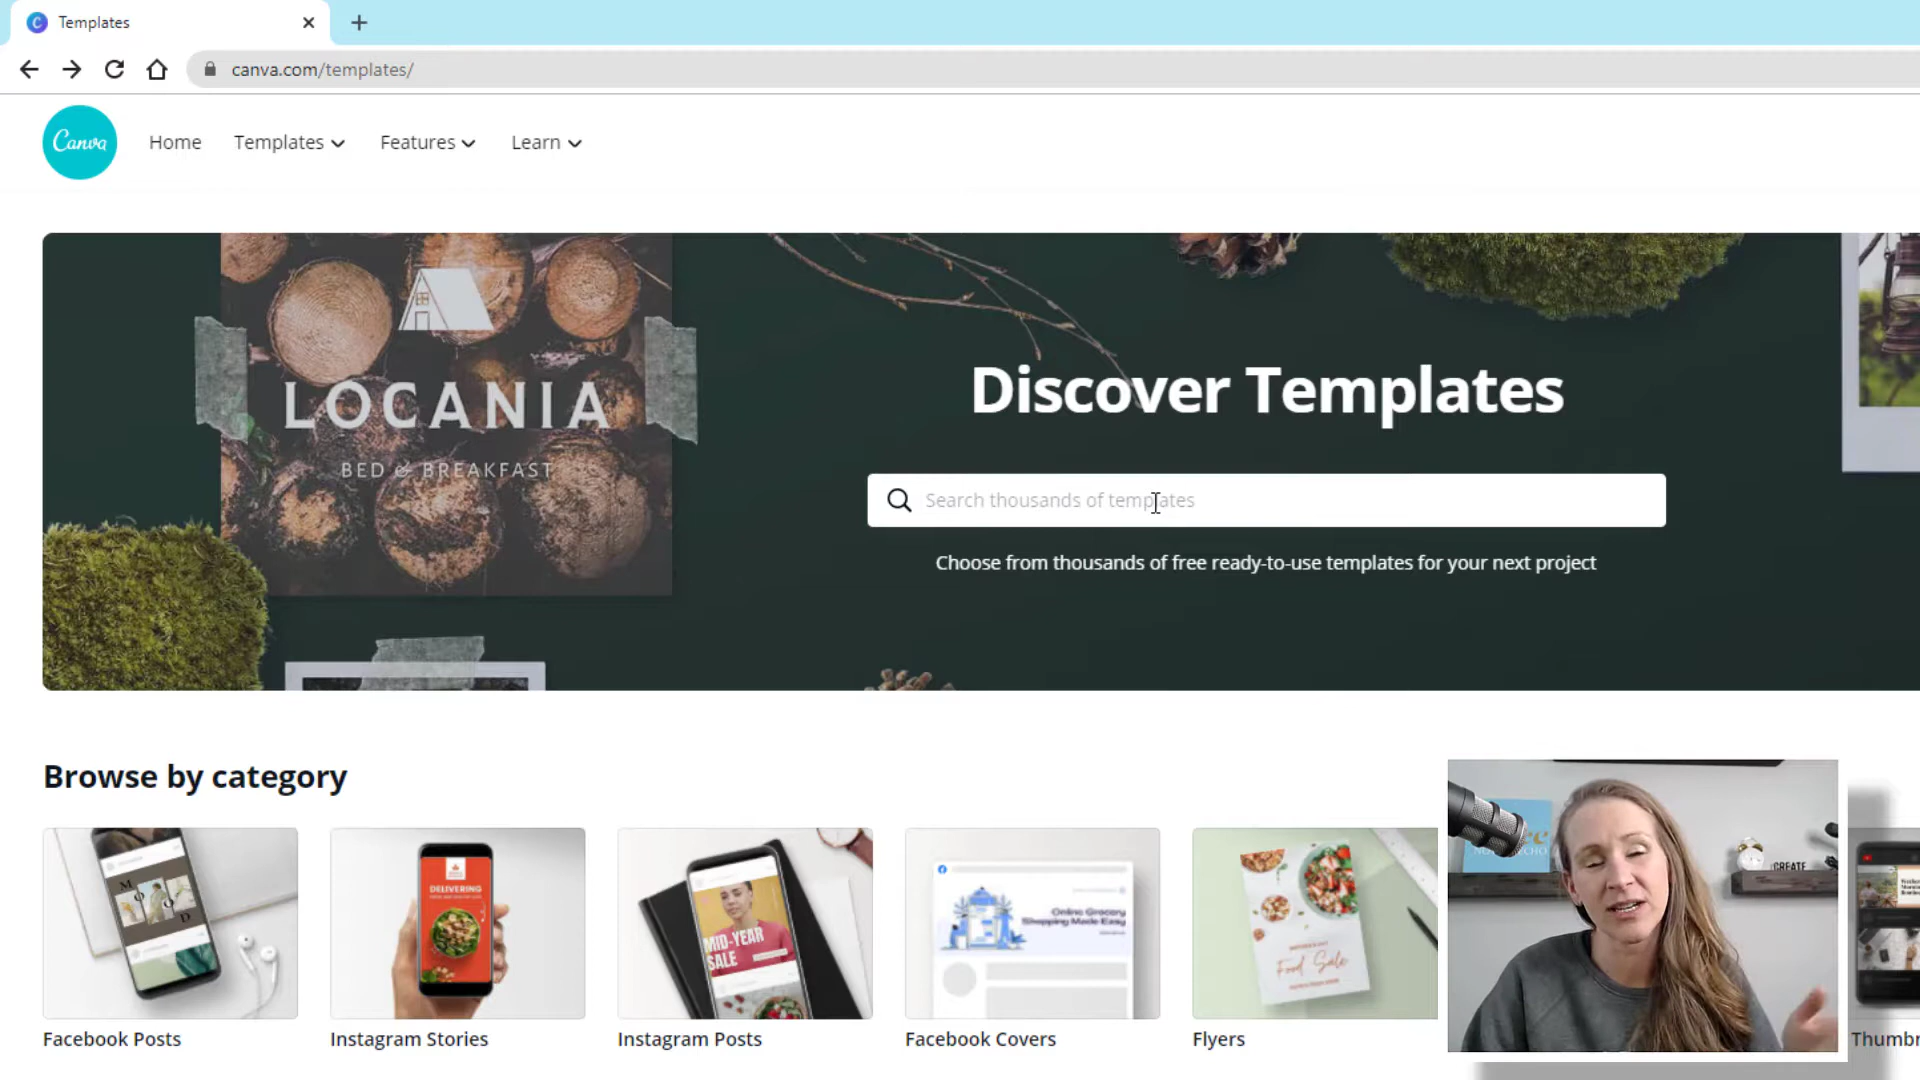 Templates
canva.com/templates/
Canva
Home
Templates
Features
Learn
LOCANIA
BED & BREAKFAST
Discover Templates
Search thousands of templates
Choose from thousands of free ready-to-use templates for your next project
Browse by category
MOOD
DELIVERING
MID-YEAR
SALE
Online Grocery
Shopping Made Easy
Food Sale
CREATE
Facebook Posts
Instagram Stories
Instagram Posts
Facebook Covers
Flyers